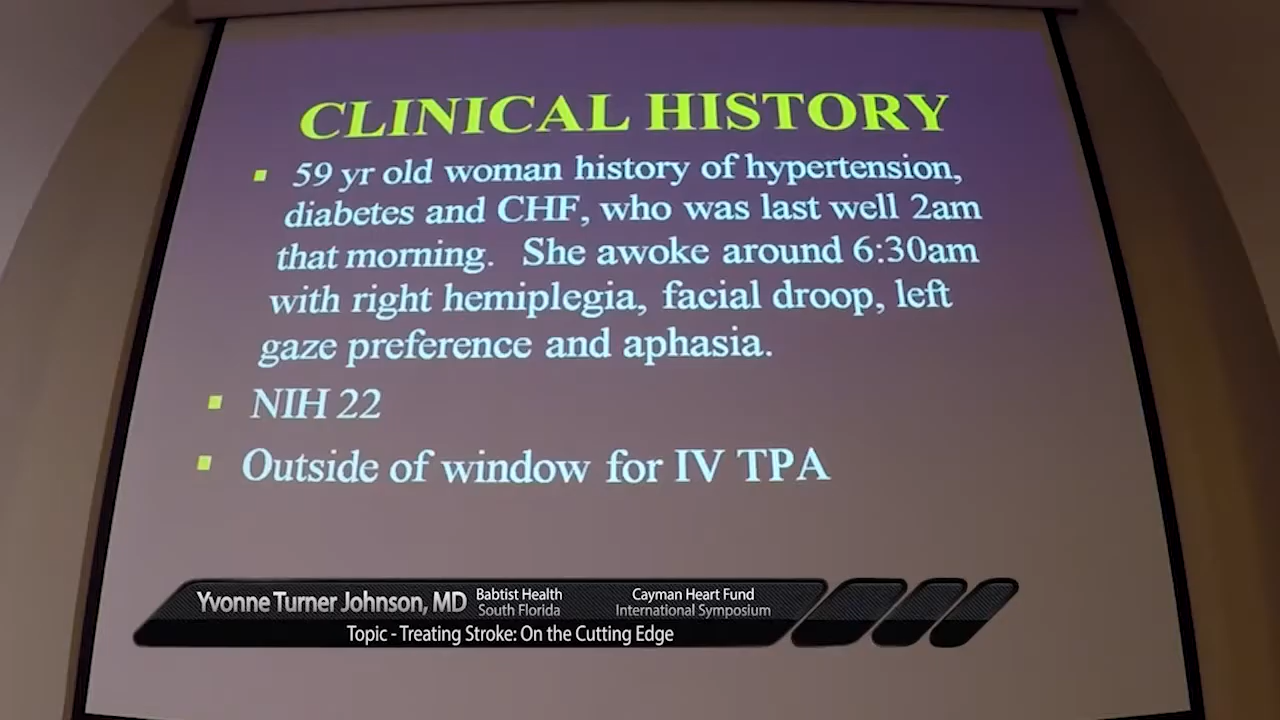 CLINICAL HISTORY
59 yr old woman history of hypertension,
diabetes and CHF, who was last well 2am
that morning. She awoke around 6:30am
with right hemiplegia, facial droop, left
gaze preference and aphasia.
NIH 22
Outside of window for IV TPA
Yvonne Turner Johnson, MD
Babtist Health
South Florida
Cayman Heart Fund
International Symposium
Topic - Treating Stroke: On the Cutting Edge